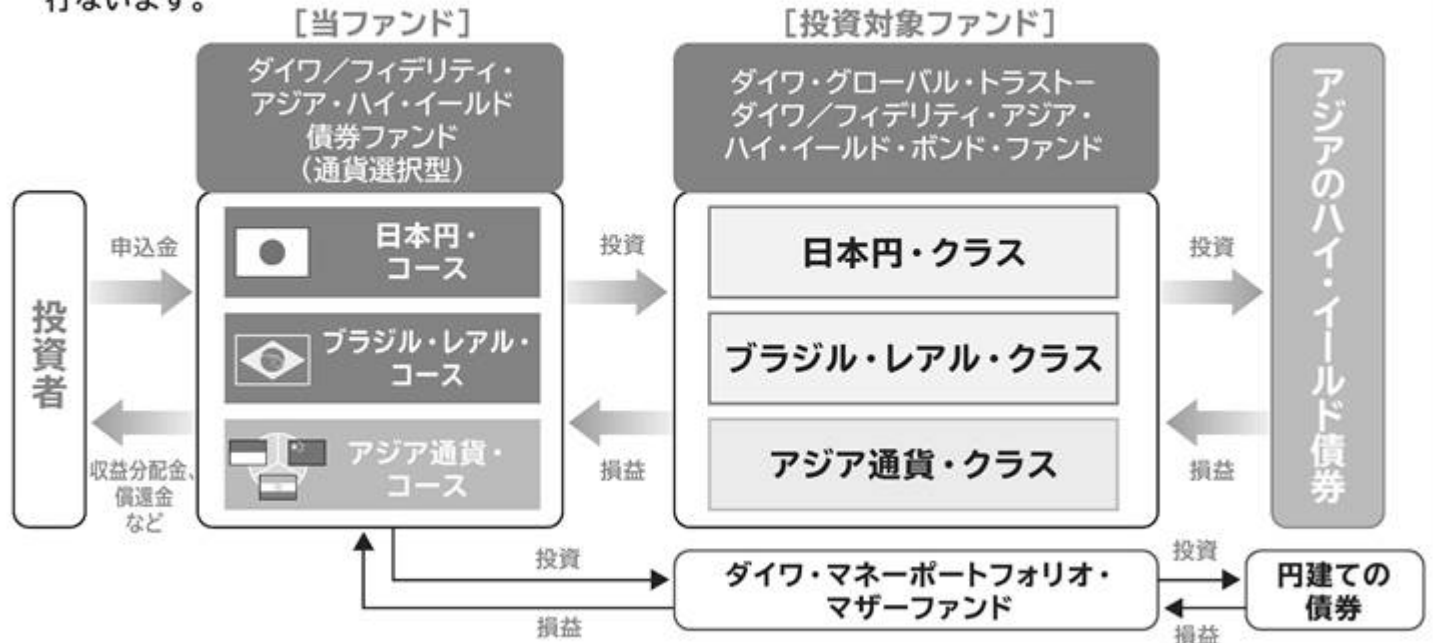 行ないます。
［当ファンド］
［投資対象ファンド］
ダイワ／フィデリティ・
アジア・ハイ・イールド
債券ファンド
（通貨選択型）
ダイワ・グローバル・トラストー
ダイワ／フィデリティ・アジア・
ハイ・イールド・ボンド・ファンド
投資者
申込金
収益分配金、
償還金
など
日本円・
コース
ブラジル・レアル・
コース
アジア通貨・
コース
投資
損益
日本円・クラス
ブラジル・レアル・クラス
アジア通貨・クラス
投資
損益
アジアのハイ・イールド債券
投資
損益
ダイワ・マネーポートフォリオ・
マザーファンド
投資
損益
円建ての
債券